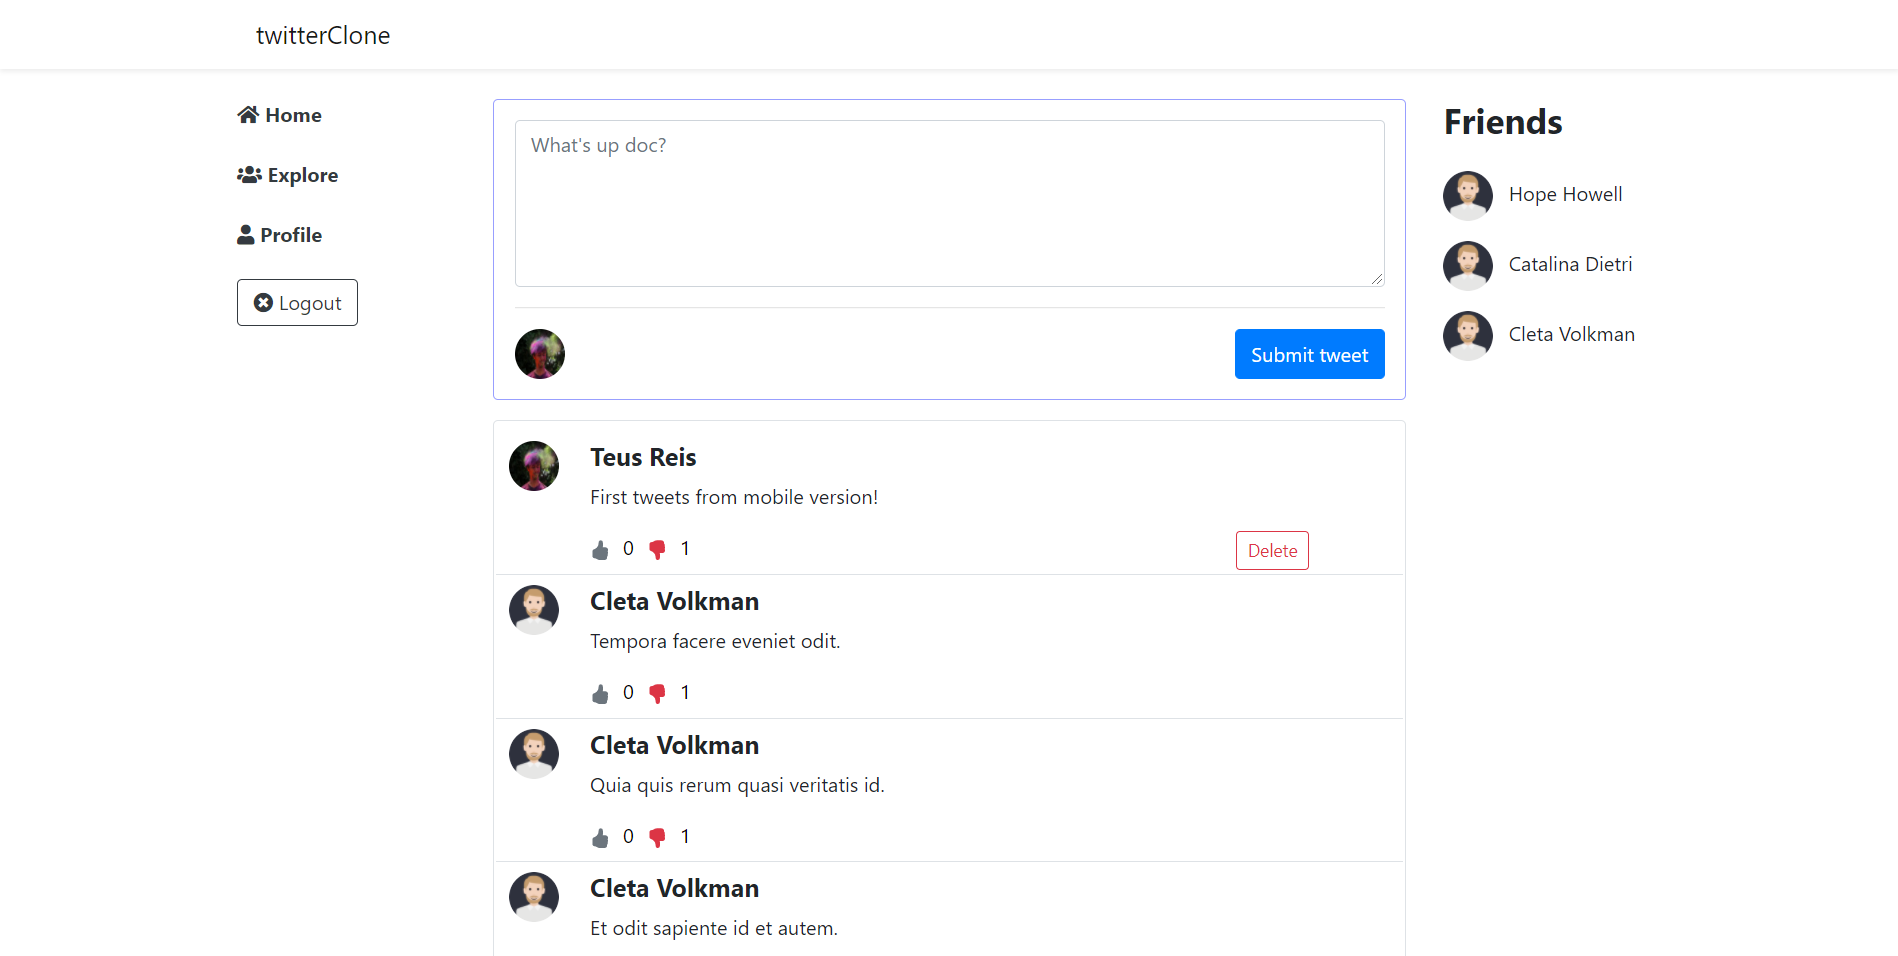 twitterClone
Home
Explore
Profile
Logout
What's up doc?
Submit tweet
Teus Reis
First tweets from mobile version!
0 1
Delete
Cleta Volkman
Tempora facere eveniet odit.
0 1
Cleta Volkman
Quia quis rerum quasi veritatis id.
0 1
Cleta Volkman
Et odit sapiente id et autem.
Friends
Hope Howell
Catalina Dietri
Cleta Volkman